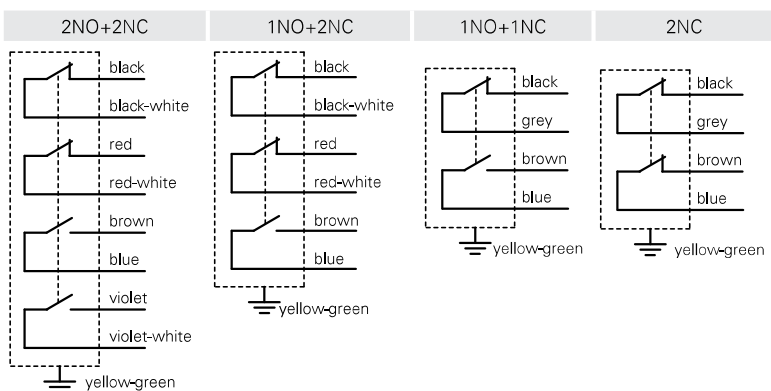 2NO+2NC
1NO+2NC
1NO+1NC
2NC
black
black-white
red
red-white
brown
blue
violet
violet-white
yellow-green
black
black-white
red
red-white
brown
blue
yellow-green
black
grey
brown
blue
yellow-green
black
grey
brown
blue
yellow-green